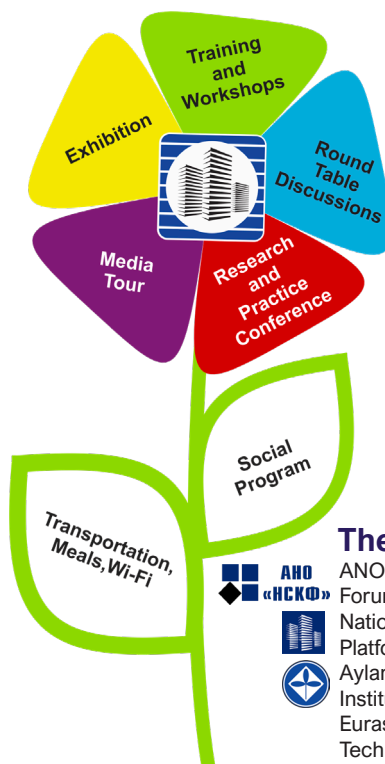 Training
and
Workshops
Exhibition
Round
Table
Discussions
Media
Tour
Research
and
Practice
Conference
Social
Program
Transportation,
Meals,Wi-Fi
The
АНО
«НСКФ»
ANO
Forum
Natio
Platfo
Aylar
Institu
Euras
Tech